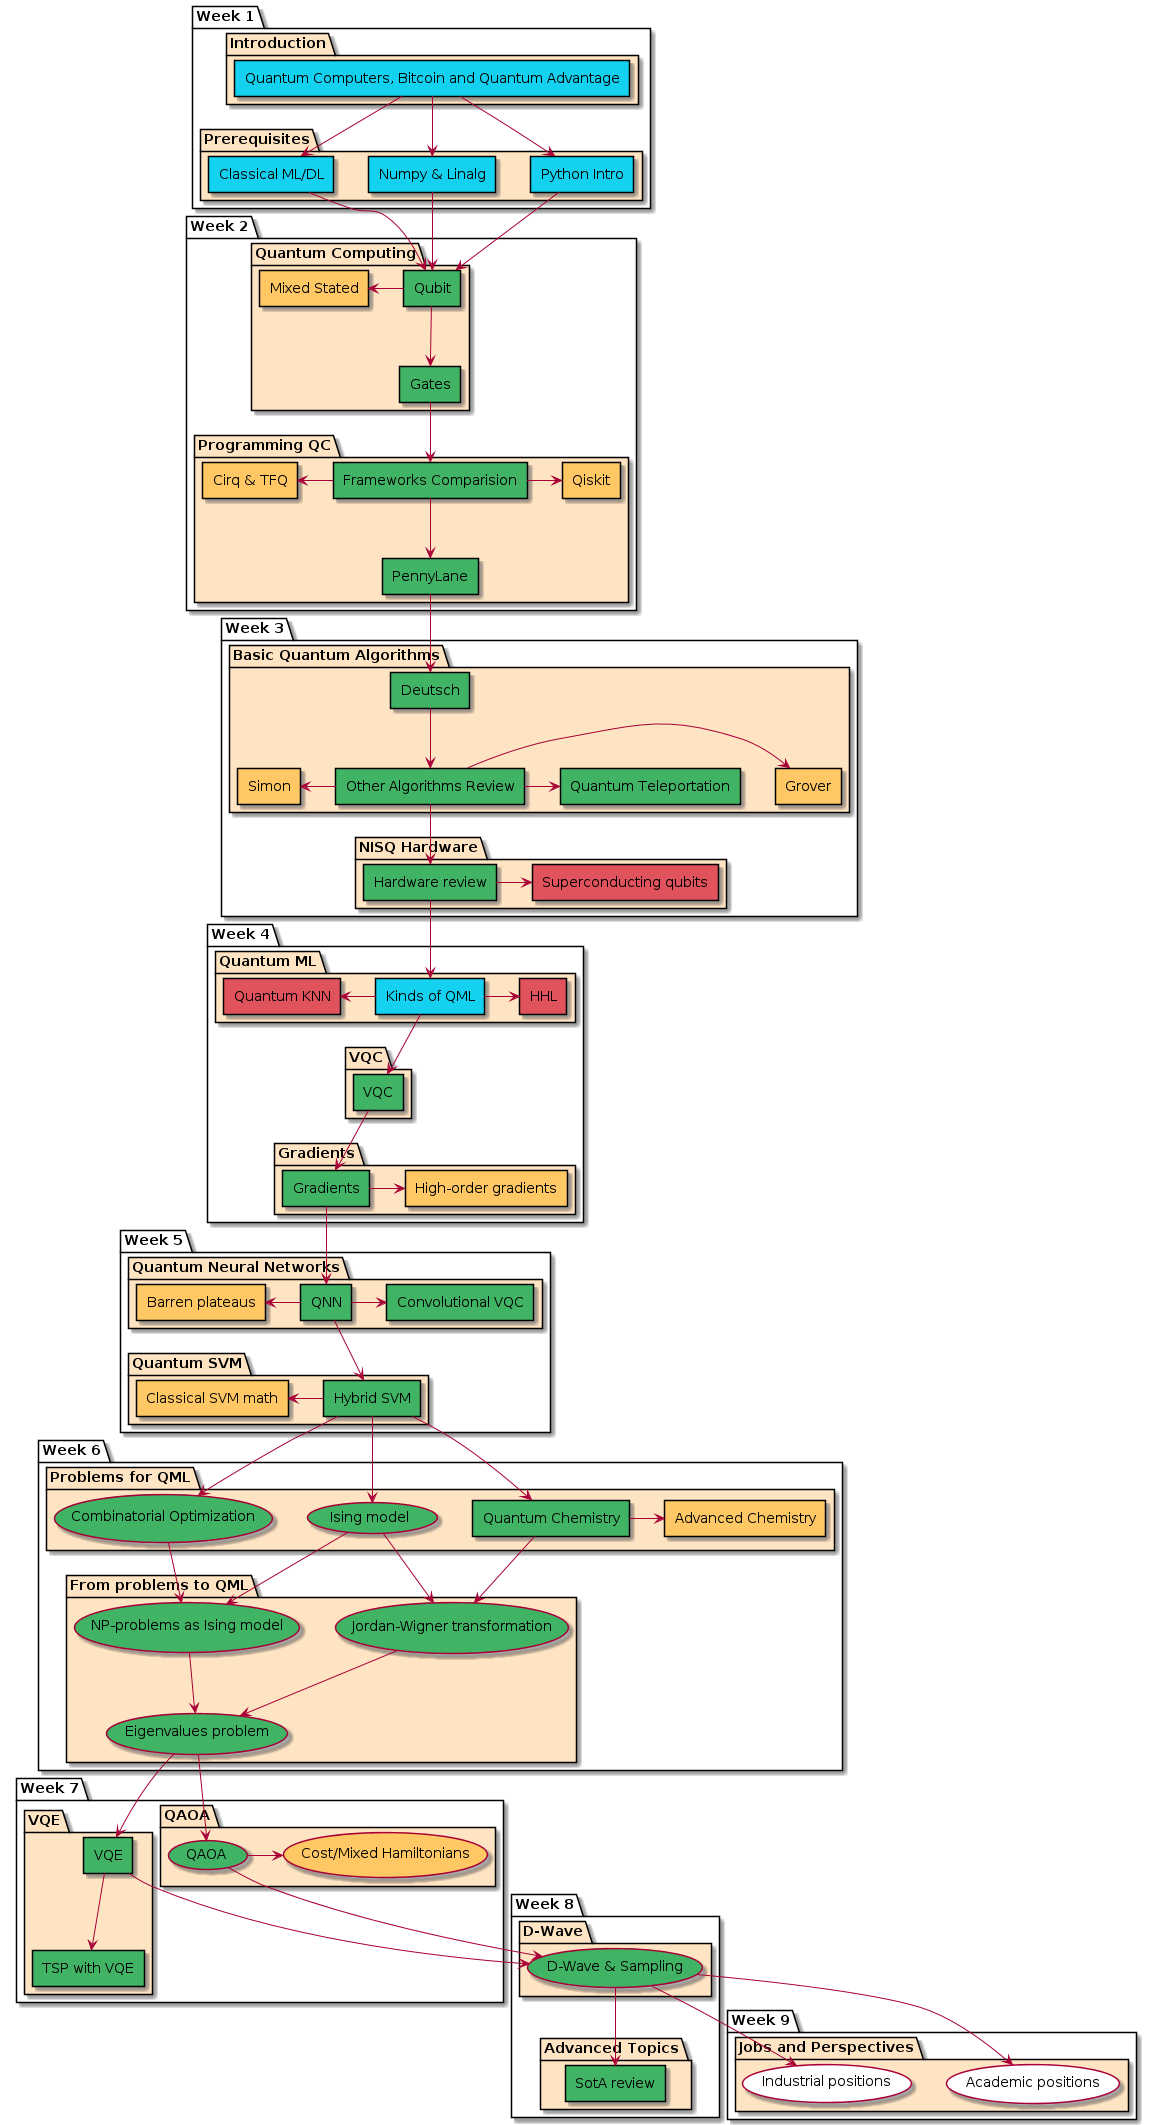 Week 1
Introduction
Quantum Computers, Bitcoin and Quantum Advantage
Prerequisites
Classical ML/DL
Numpy & Linalg
Python Intro
Week 2
Quantum Computing
Mixed Stated
Qubit
Gates
Programming QC
Cirq & TFQ
Frameworks Comparision
Qiskit
PennyLane
Week 3
Basic Quantum Algorithms
Deutsch
Simon
Other Algorithms Review
Quantum Teleportation
Grover
NISQ Hardware
Hardware review
Superconducting qubits
Week 4
Quantum ML
Quantum KNN
Kinds of QML
HHL
VQC
VQC
Gradients
Gradients
High-order gradients
Week 5
Quantum Neural Networks
Barren plateaus
QNN
Convolutional VQC
Quantum SVM
Classical SVM math
Hybrid SVM
Week 6
Problems for QML
Combinatorial Optimization
Ising model
Quantum Chemistry
Advanced Chemistry
From problems to QML
NP-problems as Ising model
Jordan-Wigner transformation
Eigenvalues problem
Week 7
VQE
QAOA
VQE
QAOA
Cost/Mixed Hamiltonians
TSP with VQE
Week 8
D-Wave
D-Wave & Sampling
Week 9
Jobs and Perspectives
Advanced Topics
SotA review
Industrial positions
Academic positions